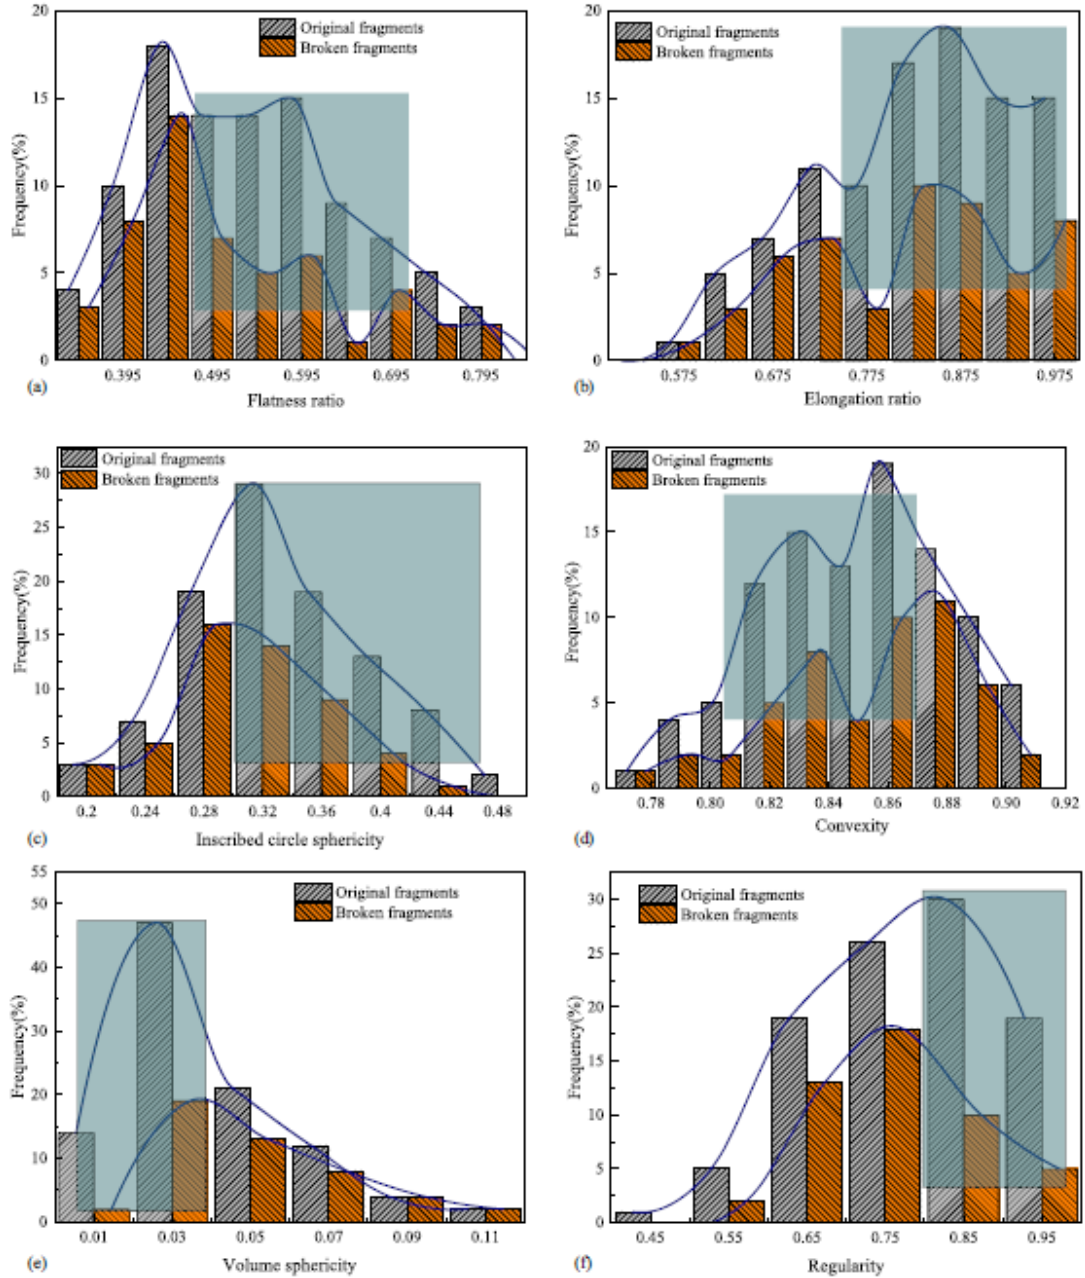 20
15
10
5
0
Frequency(%)
Original fragments
Broken fragments
0.395
0.495
0.595
0.695
0.795
(a)
Flatness ratio
20
15
10
5
0
Frequency(%)
Original fragments
Broken fragments
0.575
0.675
0.775
0.875
0.975
(b)
Elongation ratio
30
25
20
15
10
5
0
Frequency(%)
Original fragments
Broken fragments
0.2
0.24
0.28
0.32
0.36
0.4
0.44
0.48
(c)
Inscribed circle sphericity
20
15
10
5
0
Frequency(%)
Original fragments
Broken fragments
0.78
0.80
0.82
0.84
0.86
0.88
0.90
0.92
(d)
Convexity
55
50
40
30
20
10
0
Frequency(%)
Original fragments
Broken fragments
0.01
0.03
0.05
0.07
0.09
0.11
(e)
Volume sphericity
30
25
20
15
10
5
0
Frequency(%)
Original fragments
Broken fragments
0.45
0.55
0.65
0.75
0.85
0.95
(f)
Regularity